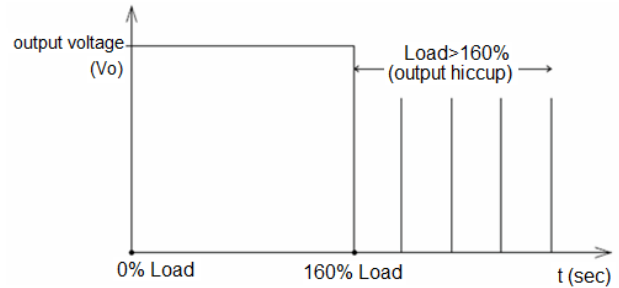 output voltage
(Vo)
Load>160%
(output hiccup)
0% Load
160% Load
t (sec)